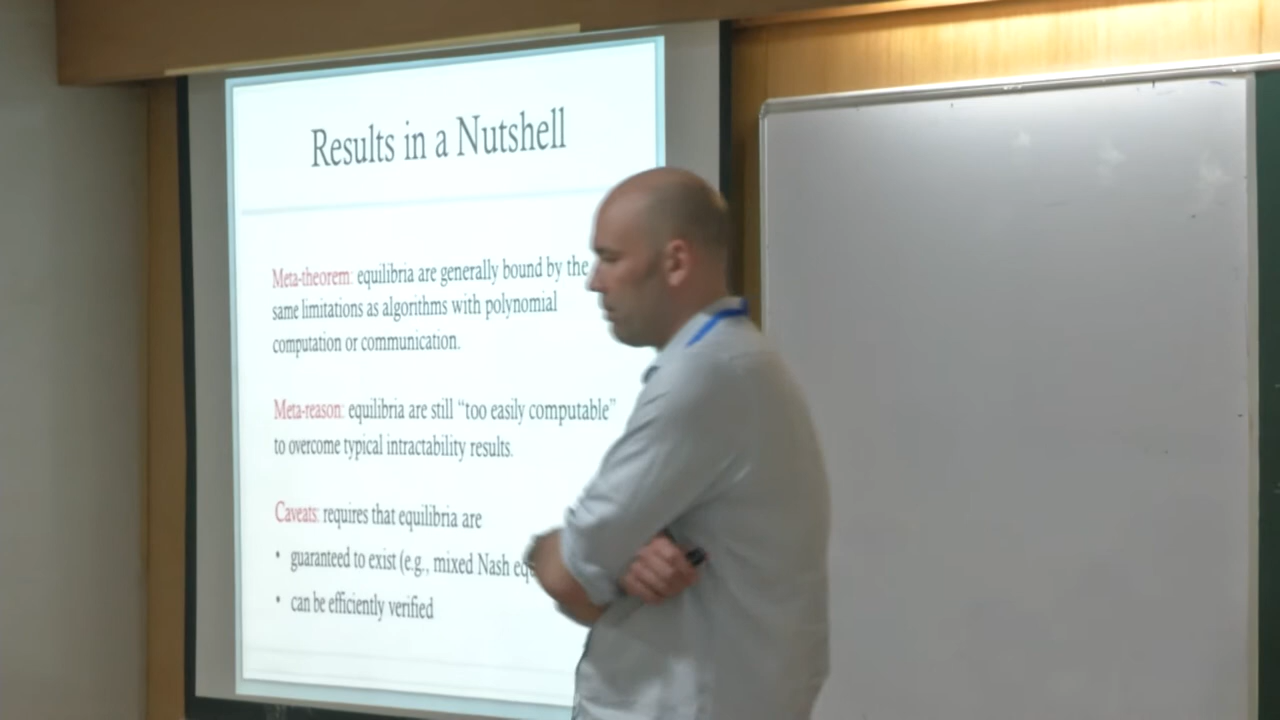 Results in a Nutshell
Meta-theorem: equilibria are generally bound by the
same limitations as algorithms with polynomial
computation or communication.
Meta-reason: equilibria are still “too easily computable”
to overcome typical intractability results.
Caveats: requires that equilibria are
• guaranteed to exist (e.g., mixed Nash
• can be efficiently verified